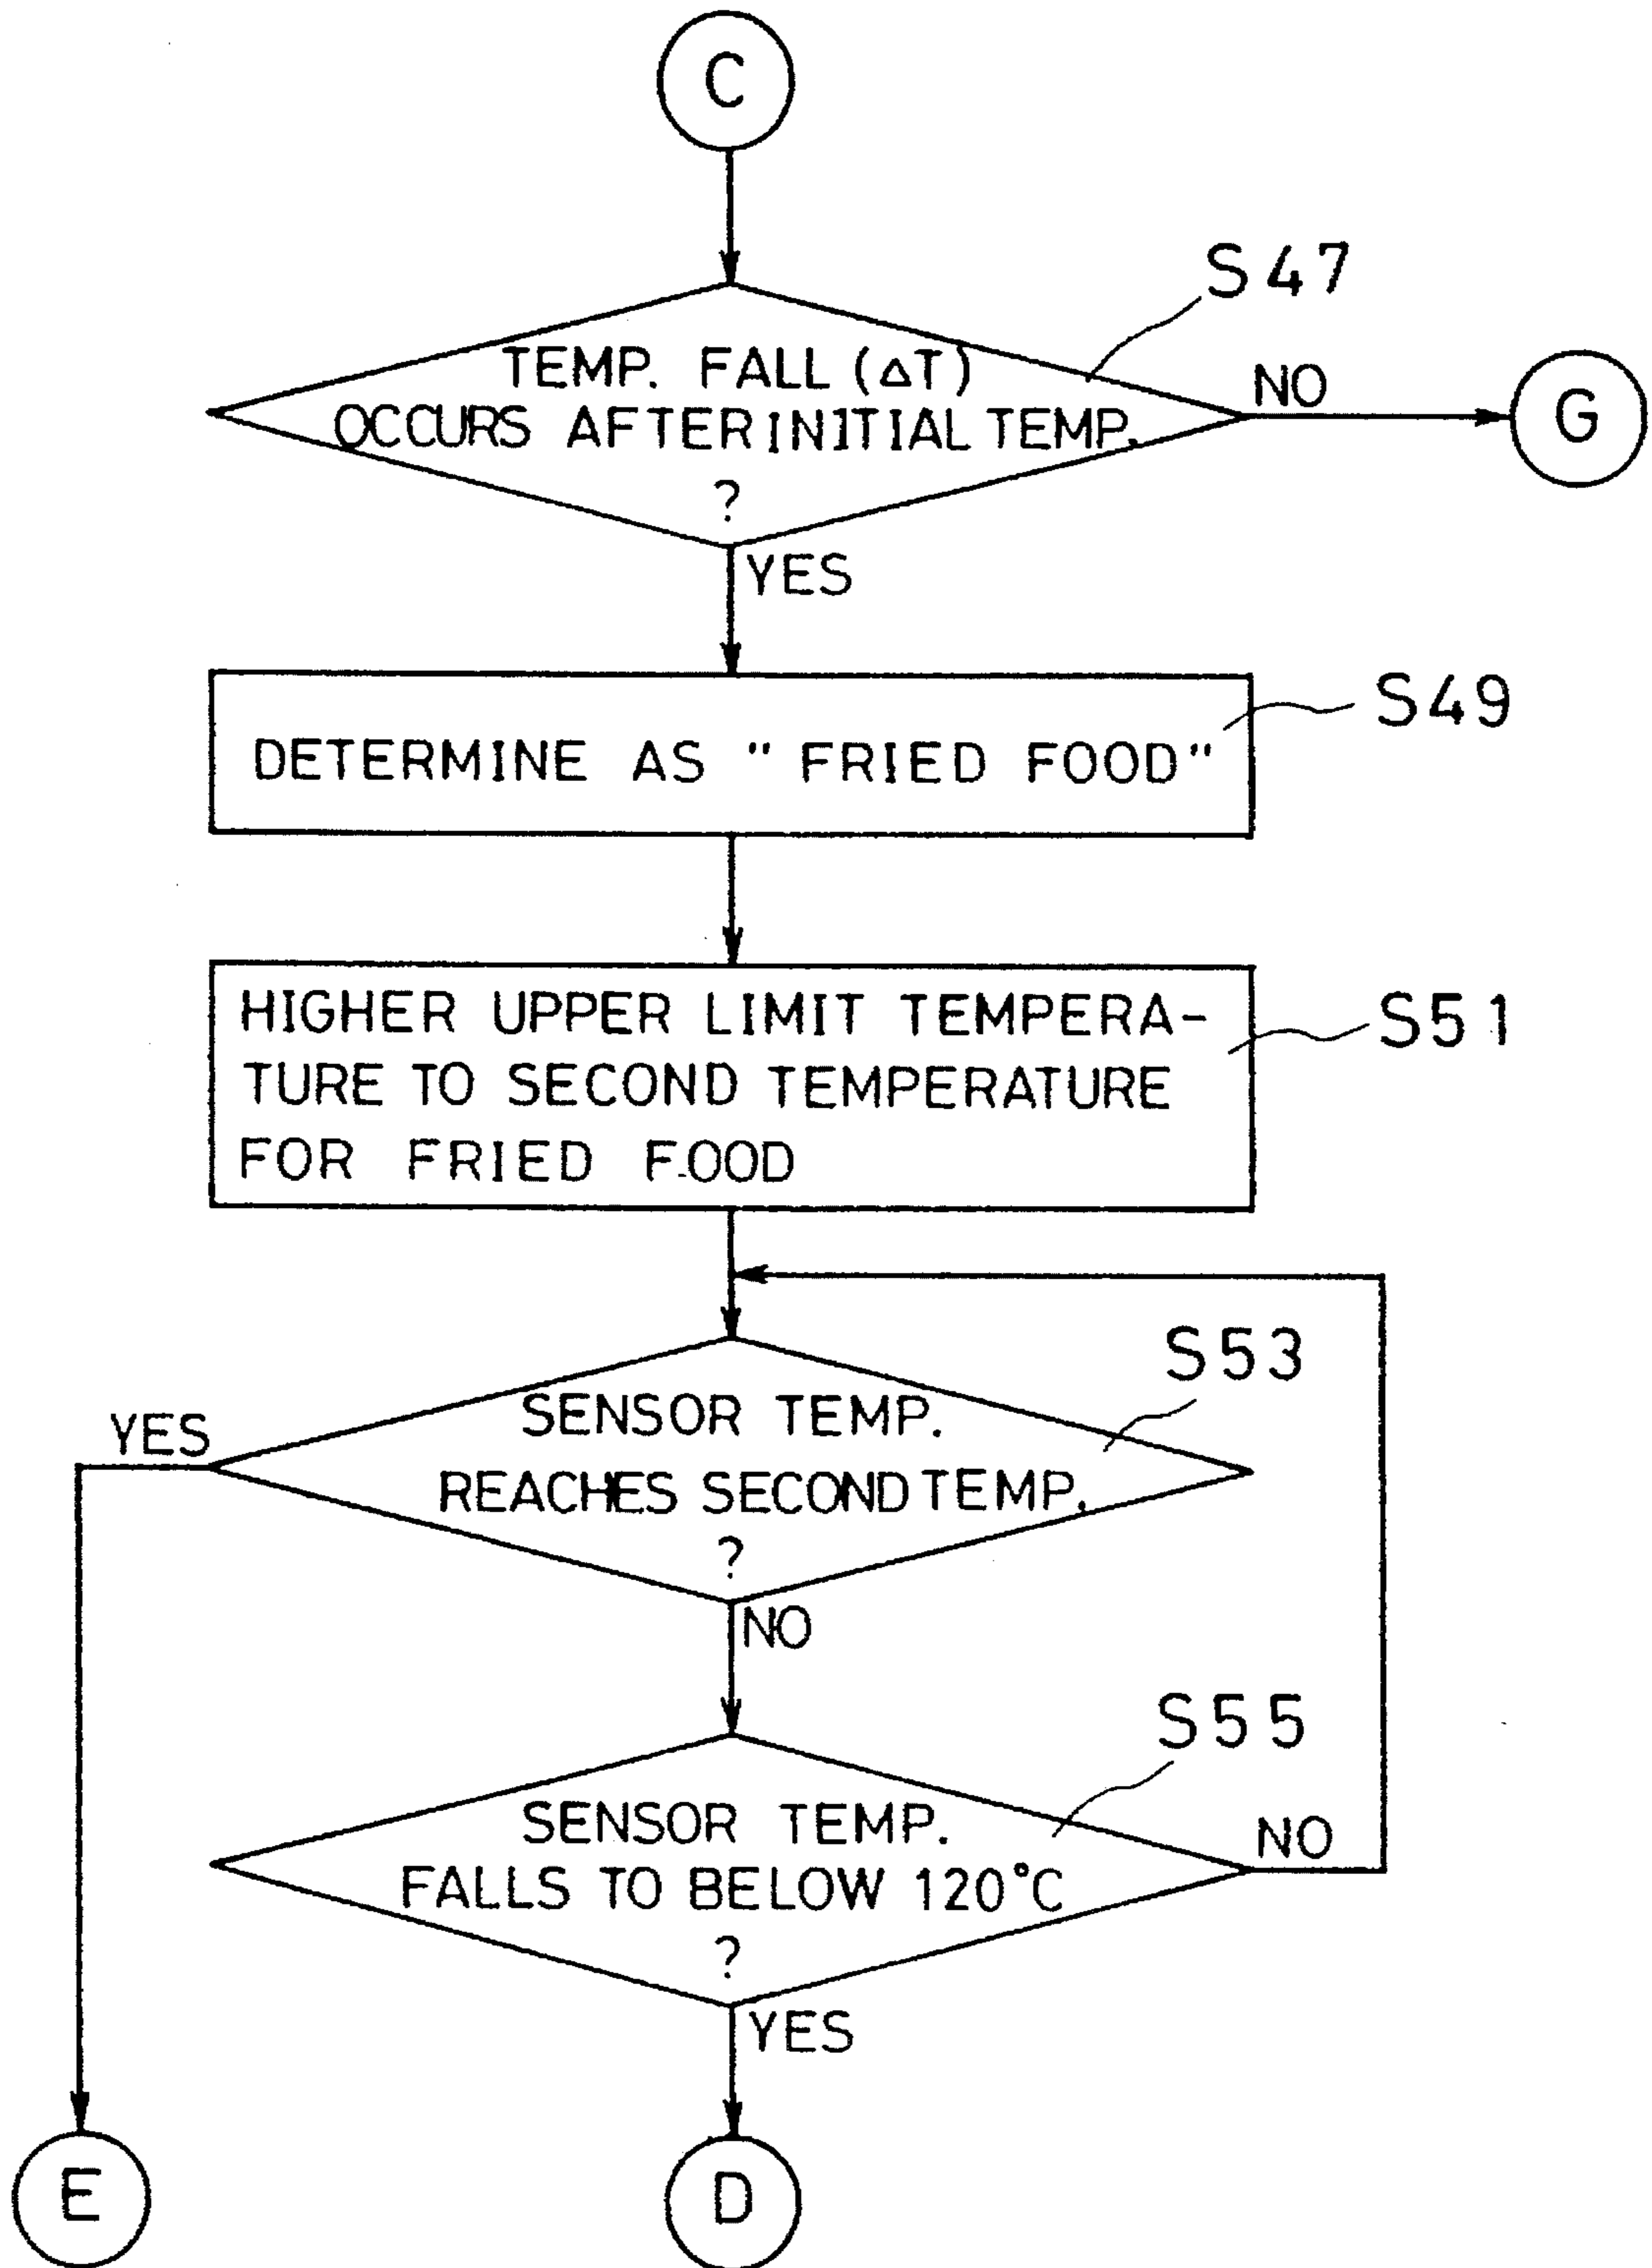 C
S47
TEMP. FALL (ΔT)
OCCURS AFTER INITIAL TEMP.
?
NO
G
YES
S49
DETERMINE AS " FRIED FOOD"
HIGHER UPPER LIMIT TEMPERA-
TURE TO SECOND TEMPERATURE
FOR FRIED FOOD
S51
S53
SENSOR TEMP.
REACHES SECOND TEMP.
?
YES
NO
S55
SENSOR TEMP.
FALLS TO BELOW 120°C
?
NO
YES
E
D